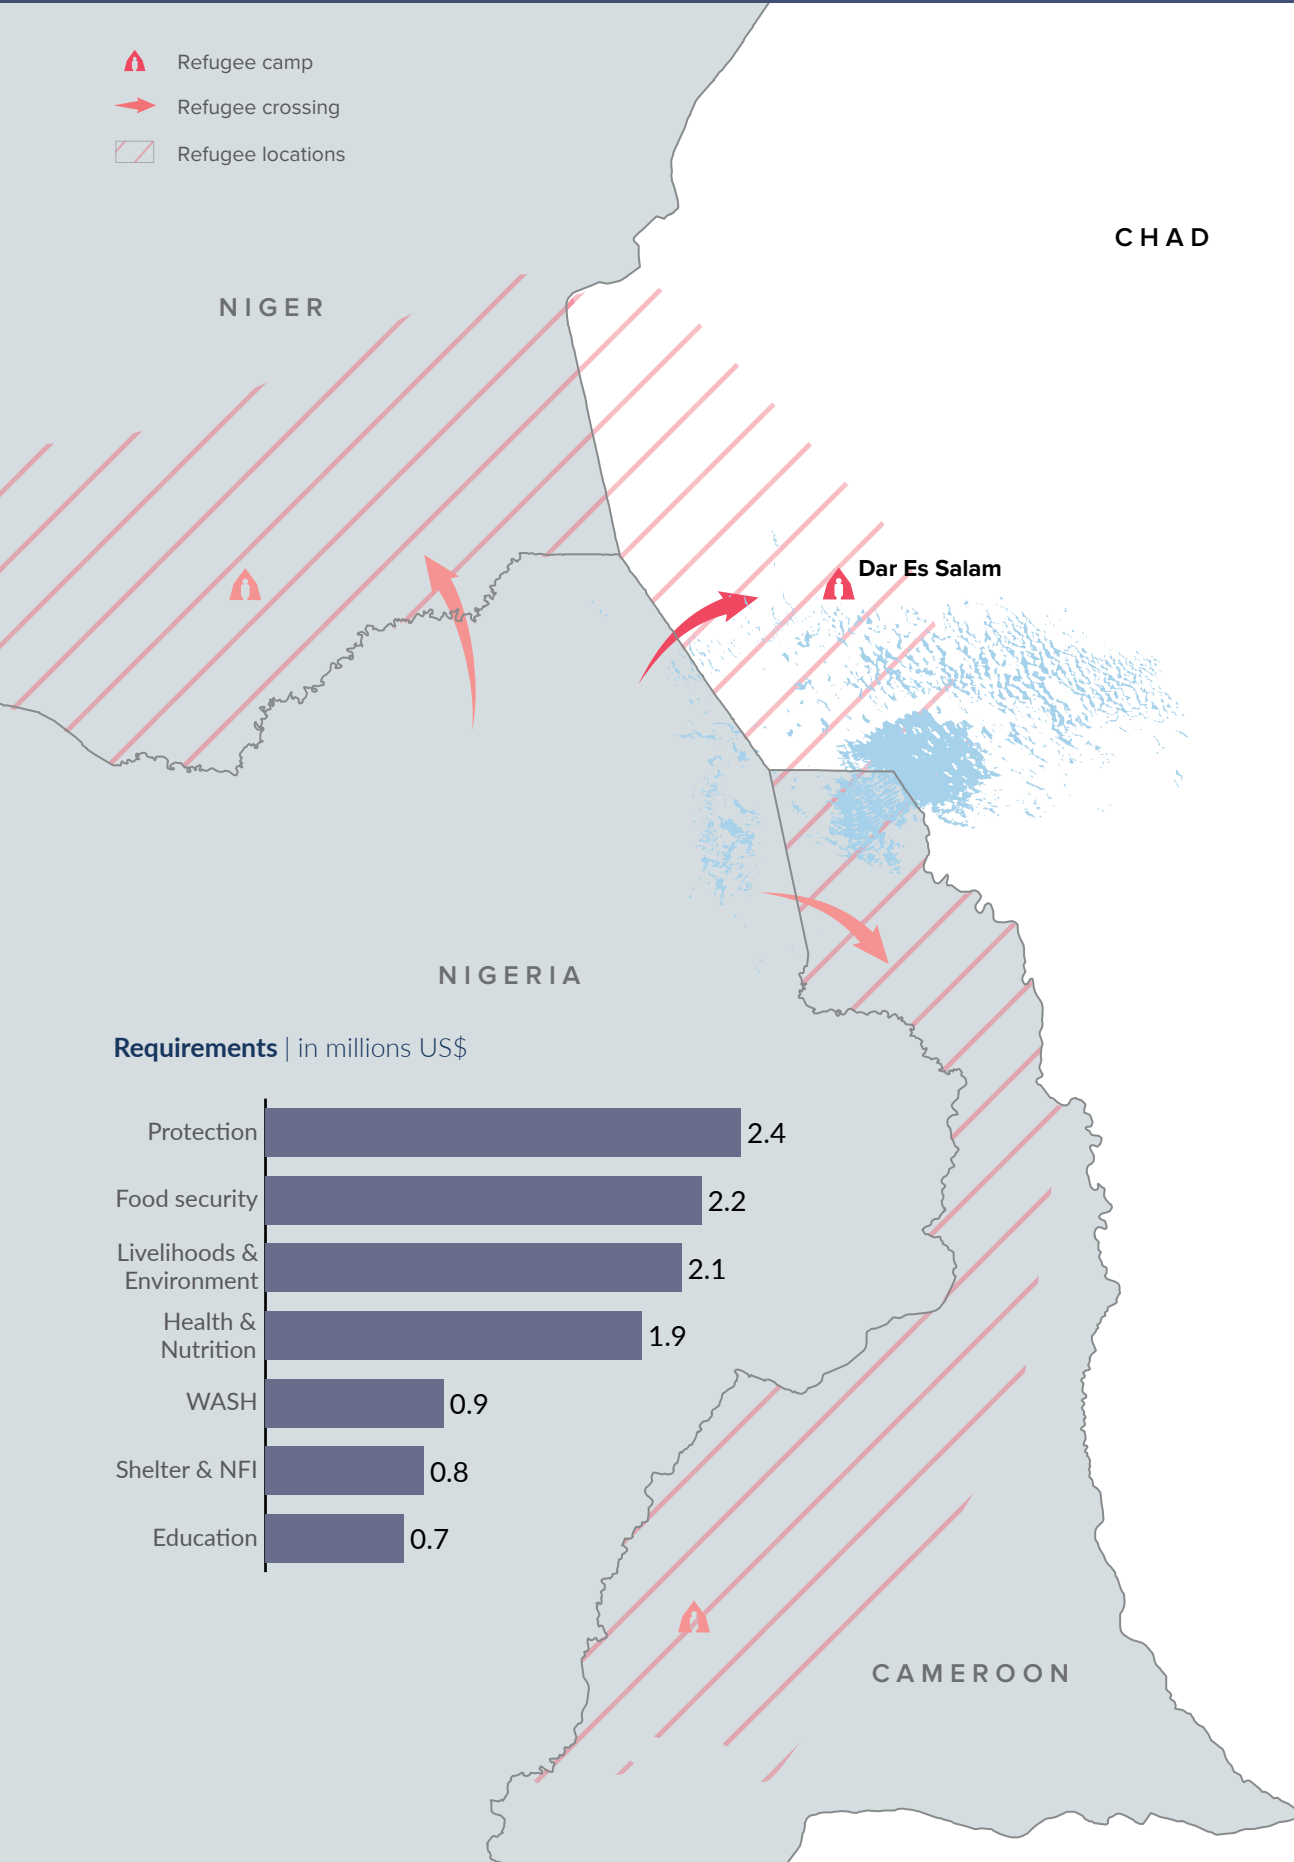 Refugee camp
Refugee crossing
Refugee locations
CHAD
NIGER
Dar Es Salam
NIGERIA
Requirements | in millions US$
Protection 2.4
Food security 2.2
Livelihoods &
Environment 2.1
Health &
Nutrition 1.9
WASH 0.9
Shelter & NFI 0.8
Education 0.7
CAMEROON